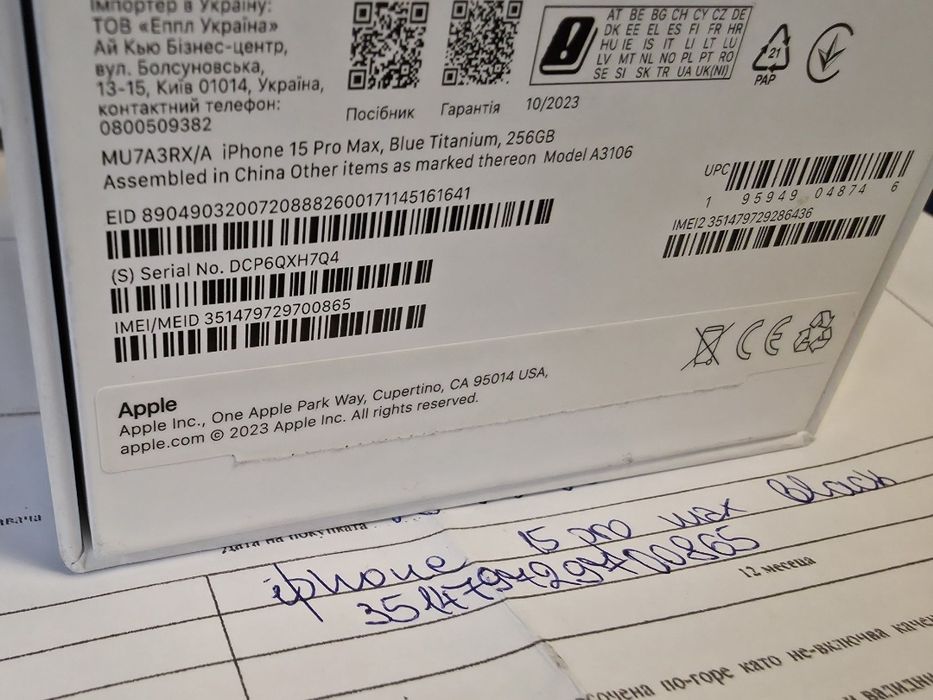 Імпортер в Україну:
ТОВ «Еппл Україна»
Ай Кью Бізнес-центр,
вул. Болсуновська,
13-15, Київ 01014, Україна,
контактний телефон:
0800509382
Посібник
Гарантія
10/2023
AT BE BG CH CY CZ DE
DK EE EL ES FI FR HR
HU IE IS IT LI LT LU
LV MT NL NO PL PT RO
SE SI SK TR UA UK(NI)
21
PAP
MU7A3RX/A iPhone 15 Pro Max, Blue Titanium, 256GB
Assembled in China Other items as marked thereon Model A3106
EID 89049032007208882600171145161641
UPC
1 95949 04874 6
(S) Serial No. DCP6QXH7Q4
IMEI2 351479729286436
IMEI/MEID 351479729700865
CE
Apple
Apple Inc., One Apple Park Way, Cupertino, CA 95014 USA,
apple.com © 2023 Apple Inc. All rights reserved.
Дата на покупката
iphone 15 pro max black
351479729700865
12 месеца
по-горе като не-включва